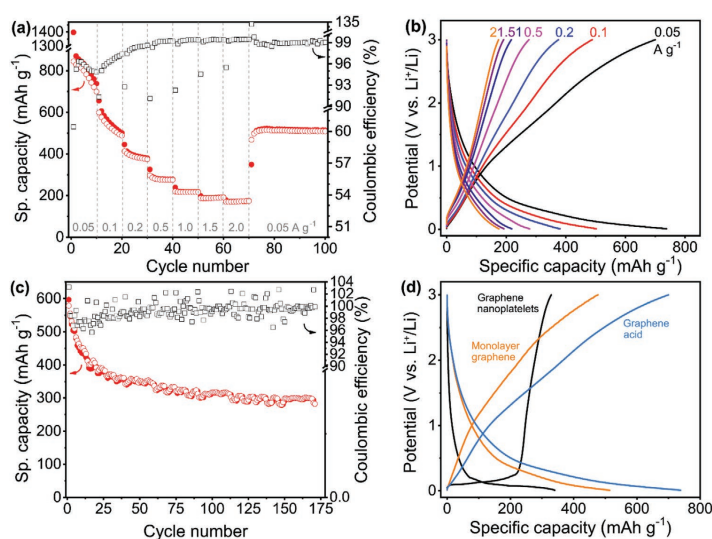 (a)
Sp. capacity (mAh g⁻¹)
1400
1300
800
600
400
200
0
135
99
96
93
90
60
57
54
51
Coulombic efficiency (%)
0.05 0.1 0.2 0.5 1.0 1.5 2.0 0.05 A g⁻¹
0 20 40 60 80 100
Cycle number
(b)
Potential (V vs. Li⁺/Li)
3
2
1
0
2 1.5 1 0.5 0.2 0.1 0.05
A g⁻¹
0 200 400 600 800
Specific capacity (mAh g⁻¹)
(c)
Sp. capacity (mAh g⁻¹)
600
500
400
300
200
100
0
104
102
100
98
96
94
92
90
0.0
Coulombic efficiency (%)
0 25 50 75 100 125 150 175
Cycle number
(d)
Potential (V vs. Li⁺/Li)
3
2
1
0
Graphene
nanoplatelets
Monolayer
graphene
Graphene
acid
0 200 400 600 800
Specific capacity (mAh g⁻¹)